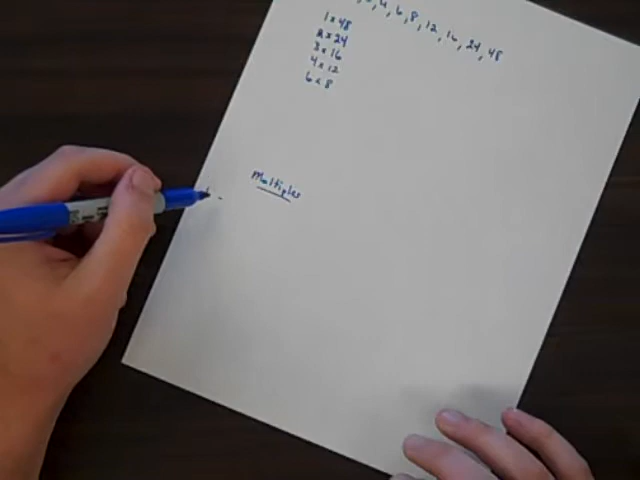 4, 6, 8, 12, 16, 24, 48
1 x 48
2 x 24
3 x 16
4 x 12
6 x 8
Multiples